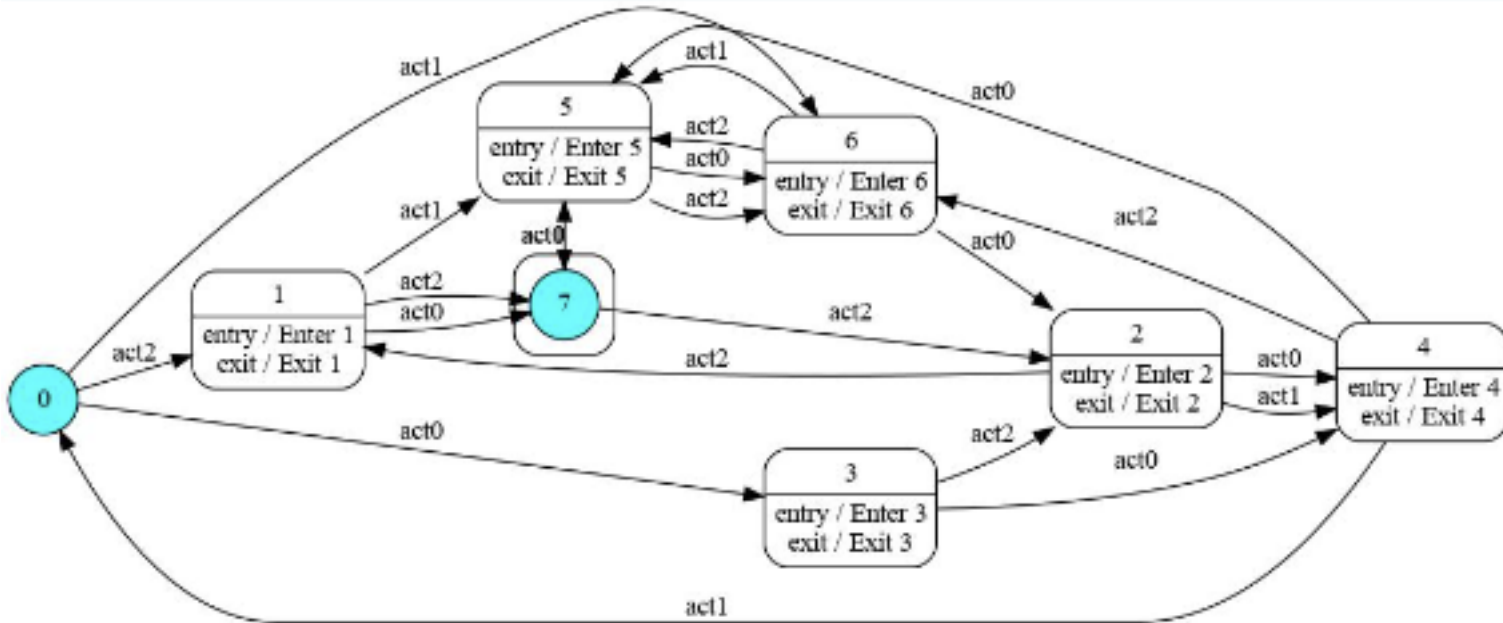 act1
act0
act1
5
entry / Enter 5
exit / Exit 5
act2
act0
act2
6
entry / Enter 6
exit / Exit 6
act1
act0
act2
act0
1
entry / Enter 1
exit / Exit 1
act2
act0
7
act2
act2
act2
0
2
entry / Enter 2
exit / Exit 2
act0
act1
4
entry / Enter 4
exit / Exit 4
act0
act2
act0
3
entry / Enter 3
exit / Exit 3
act1